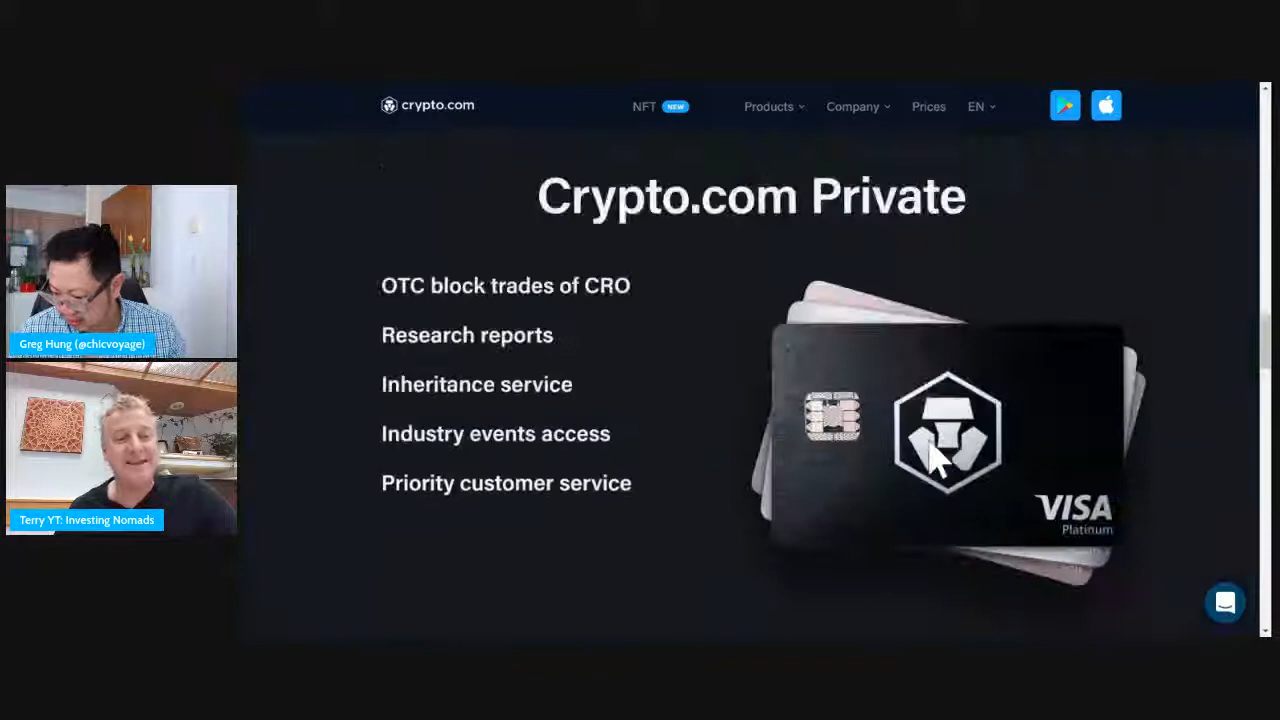 crypto.com
NFT NEW
Products
Company
Prices
EN
Crypto.com Private
OTC block trades of CRO
Research reports
Inheritance service
Industry events access
Priority customer service
VISA
Platinum
Greg Hung (@chicvoyage)
Terry YT: Investing Nomads